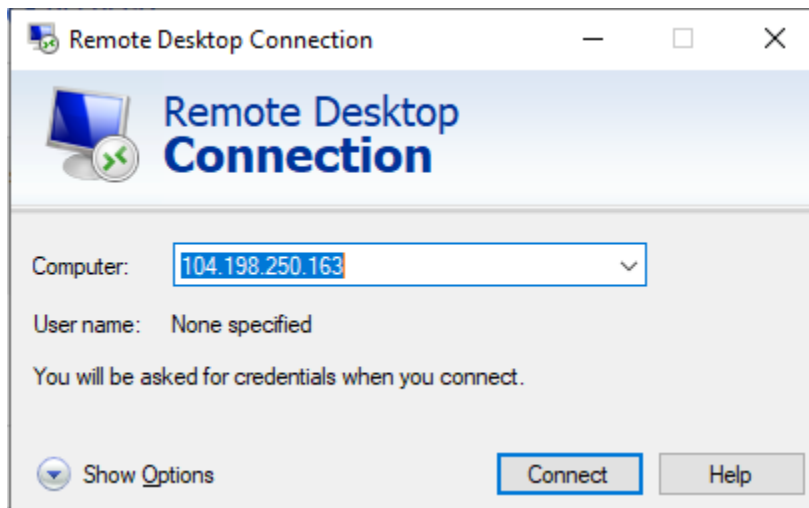 Remote Desktop Connection
Remote Desktop
Connection
Computer: 104.198.250.163
User name: None specified
You will be asked for credentials when you connect.
Show Options Connect Help